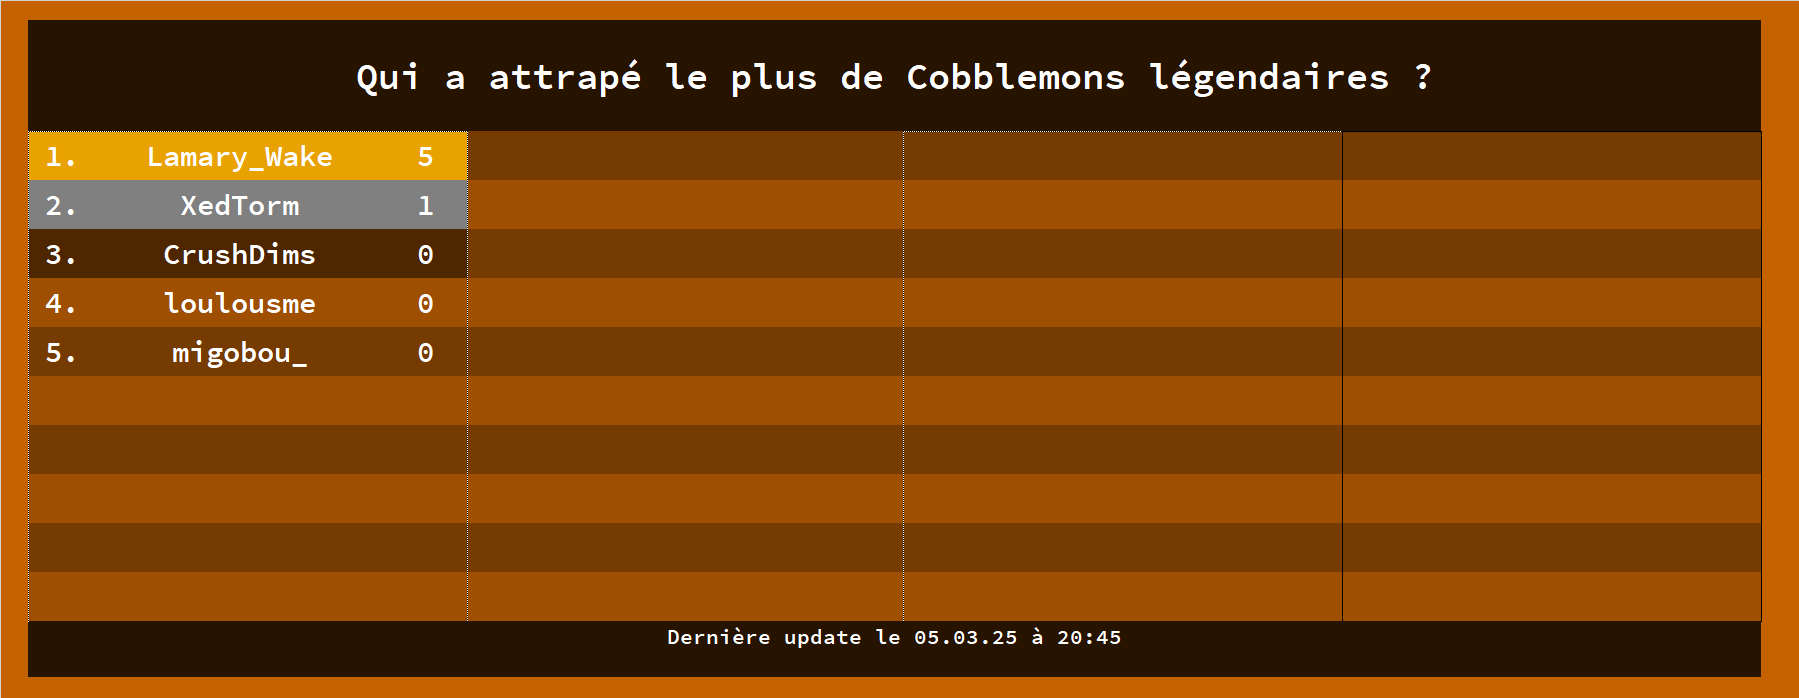 Qui a attrapé le plus de Cobblemons légendaires ?
1. Lamary_Wake 5
2. XedTorm 1
3. CrushDims 0
4. loulousme 0
5. migobou_ 0
Dernière update le 05.03.25 à 20:45